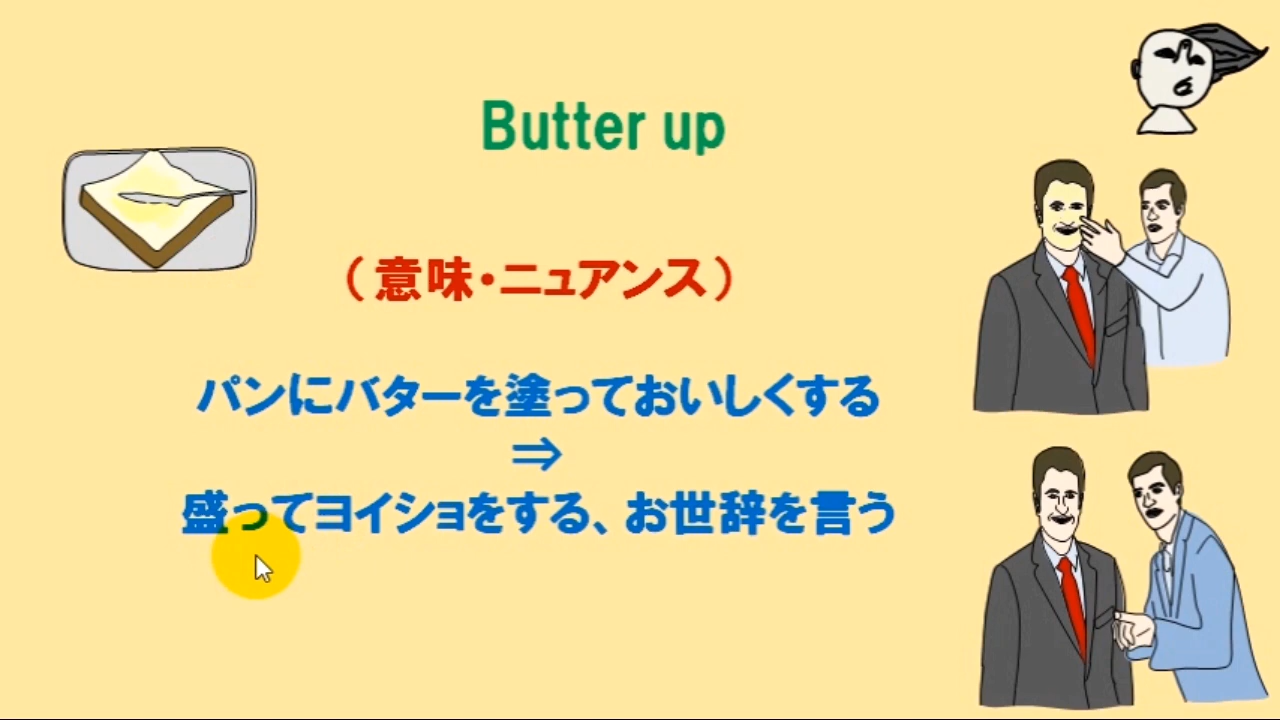 Butter up
（意味・ニュアンス）
パンにバターを塗っておいしくする
⇒
盛ってヨイショをする、お世辞を言う